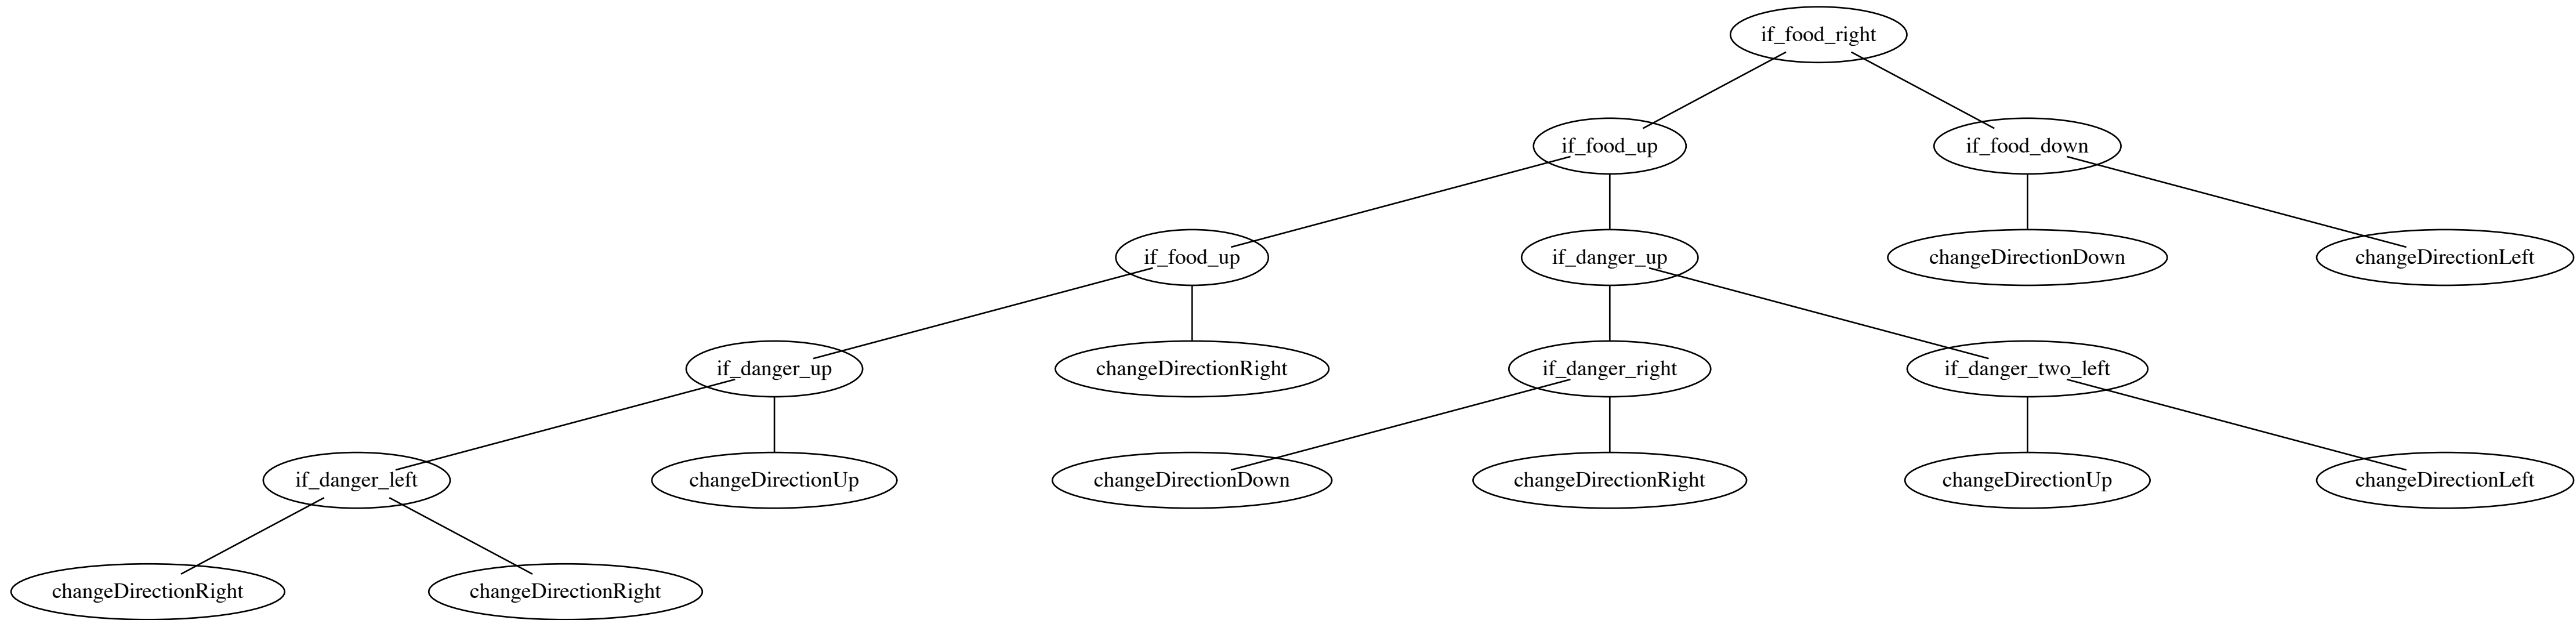 if_food_right
if_food_up
if_food_down
if_food_up
if_danger_up
changeDirectionDown
changeDirectionLeft
if_danger_up
changeDirectionRight
if_danger_right
if_danger_two_left
if_danger_left
changeDirectionUp
changeDirectionDown
changeDirectionRight
changeDirectionUp
changeDirectionLeft
changeDirectionRight
changeDirectionRight